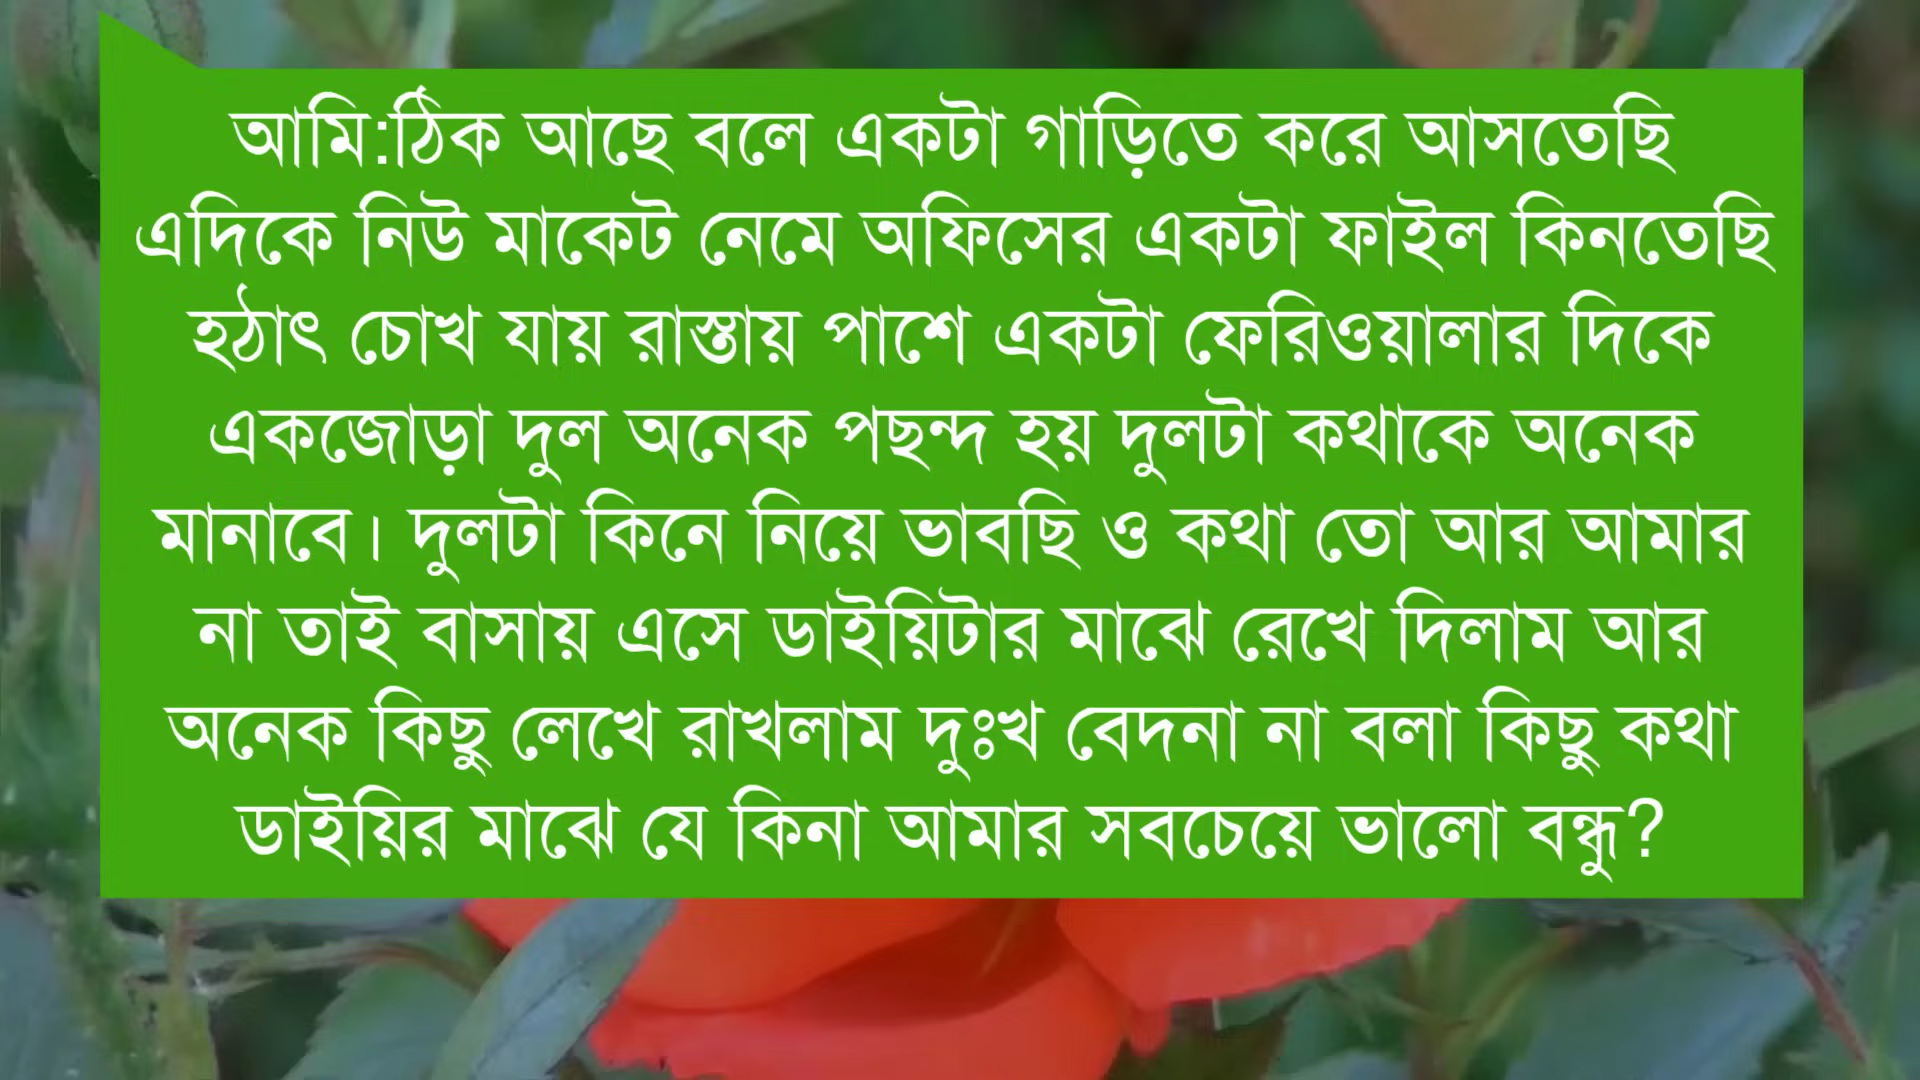 আমি:ঠিক আছে বলে একটা গাড়িতে করে আসতেছি
এদিকে নিউ মাকেট নেমে অফিসের একটা ফাইল কিনতেছি
হঠাৎ চোখ যায় রাস্তায় পাশে একটা ফেরিওয়ালার দিকে
একজোড়া দুল অনেক পছন্দ হয় দুলটা কথাকে অনেক
মানাবে। দুলটা কিনে নিয়ে ভাবছি ও কথা তো আর আমার
না তাই বাসায় এসে ডাইয়িটার মাঝে রেখে দিলাম আর
অনেক কিছু লেখে রাখলাম দুঃখ বেদনা না বলা কিছু কথা
ডাইয়ির মাঝে যে কিনা আমার সবচেয়ে ভালো বন্ধু?